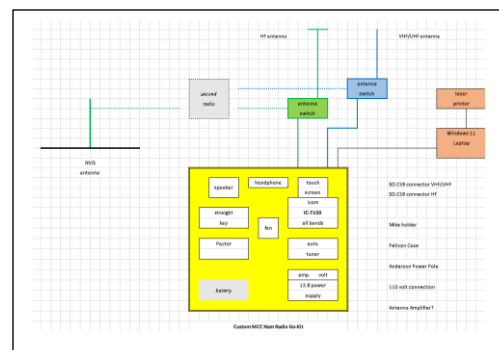 HF antenna
VHF/UHF antenna
second
radio
antenna
switch
antenna
switch
laser
printer
Windows 11
Laptop
NVIS
antenna
speaker
headphone
touch
screen
Icom
IC-7100
all bands
straight
key
fan
Pactor
auto
tuner
battery
amp volt
13.8 power
supply
SO-239 connector VHF/UHF
SO-239 connector HF
Mike holder
Pelican Case
Anderson Power Pole
110 volt connection
Antenna Amplifier?
Custom MCC Ham Radio Go-Kit